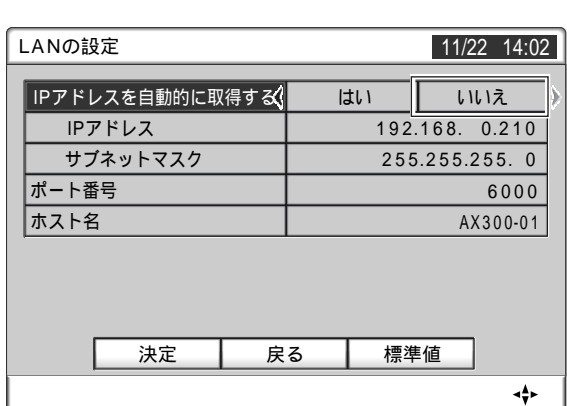 LANの設定 11/22 14:02
IPアドレスを自動的に取得する はい いいえ
IPアドレス 192.168. 0.210
サブネットマスク 255.255.255. 0
ポート番号 6000
ホスト名 AX300-01
決定 戻る 標準値